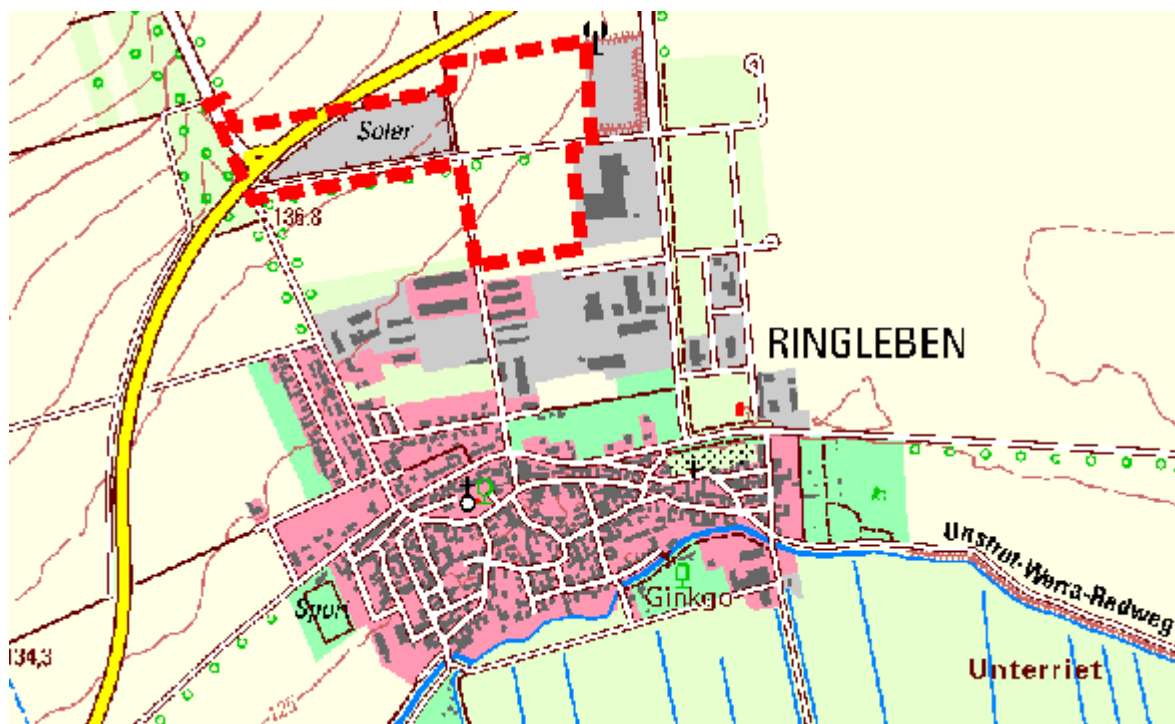 Soler
136.8
RINGLEBEN
Ginkgo
Sport
Unstrut-Werra-Radweg
134,3
Unterriet
125